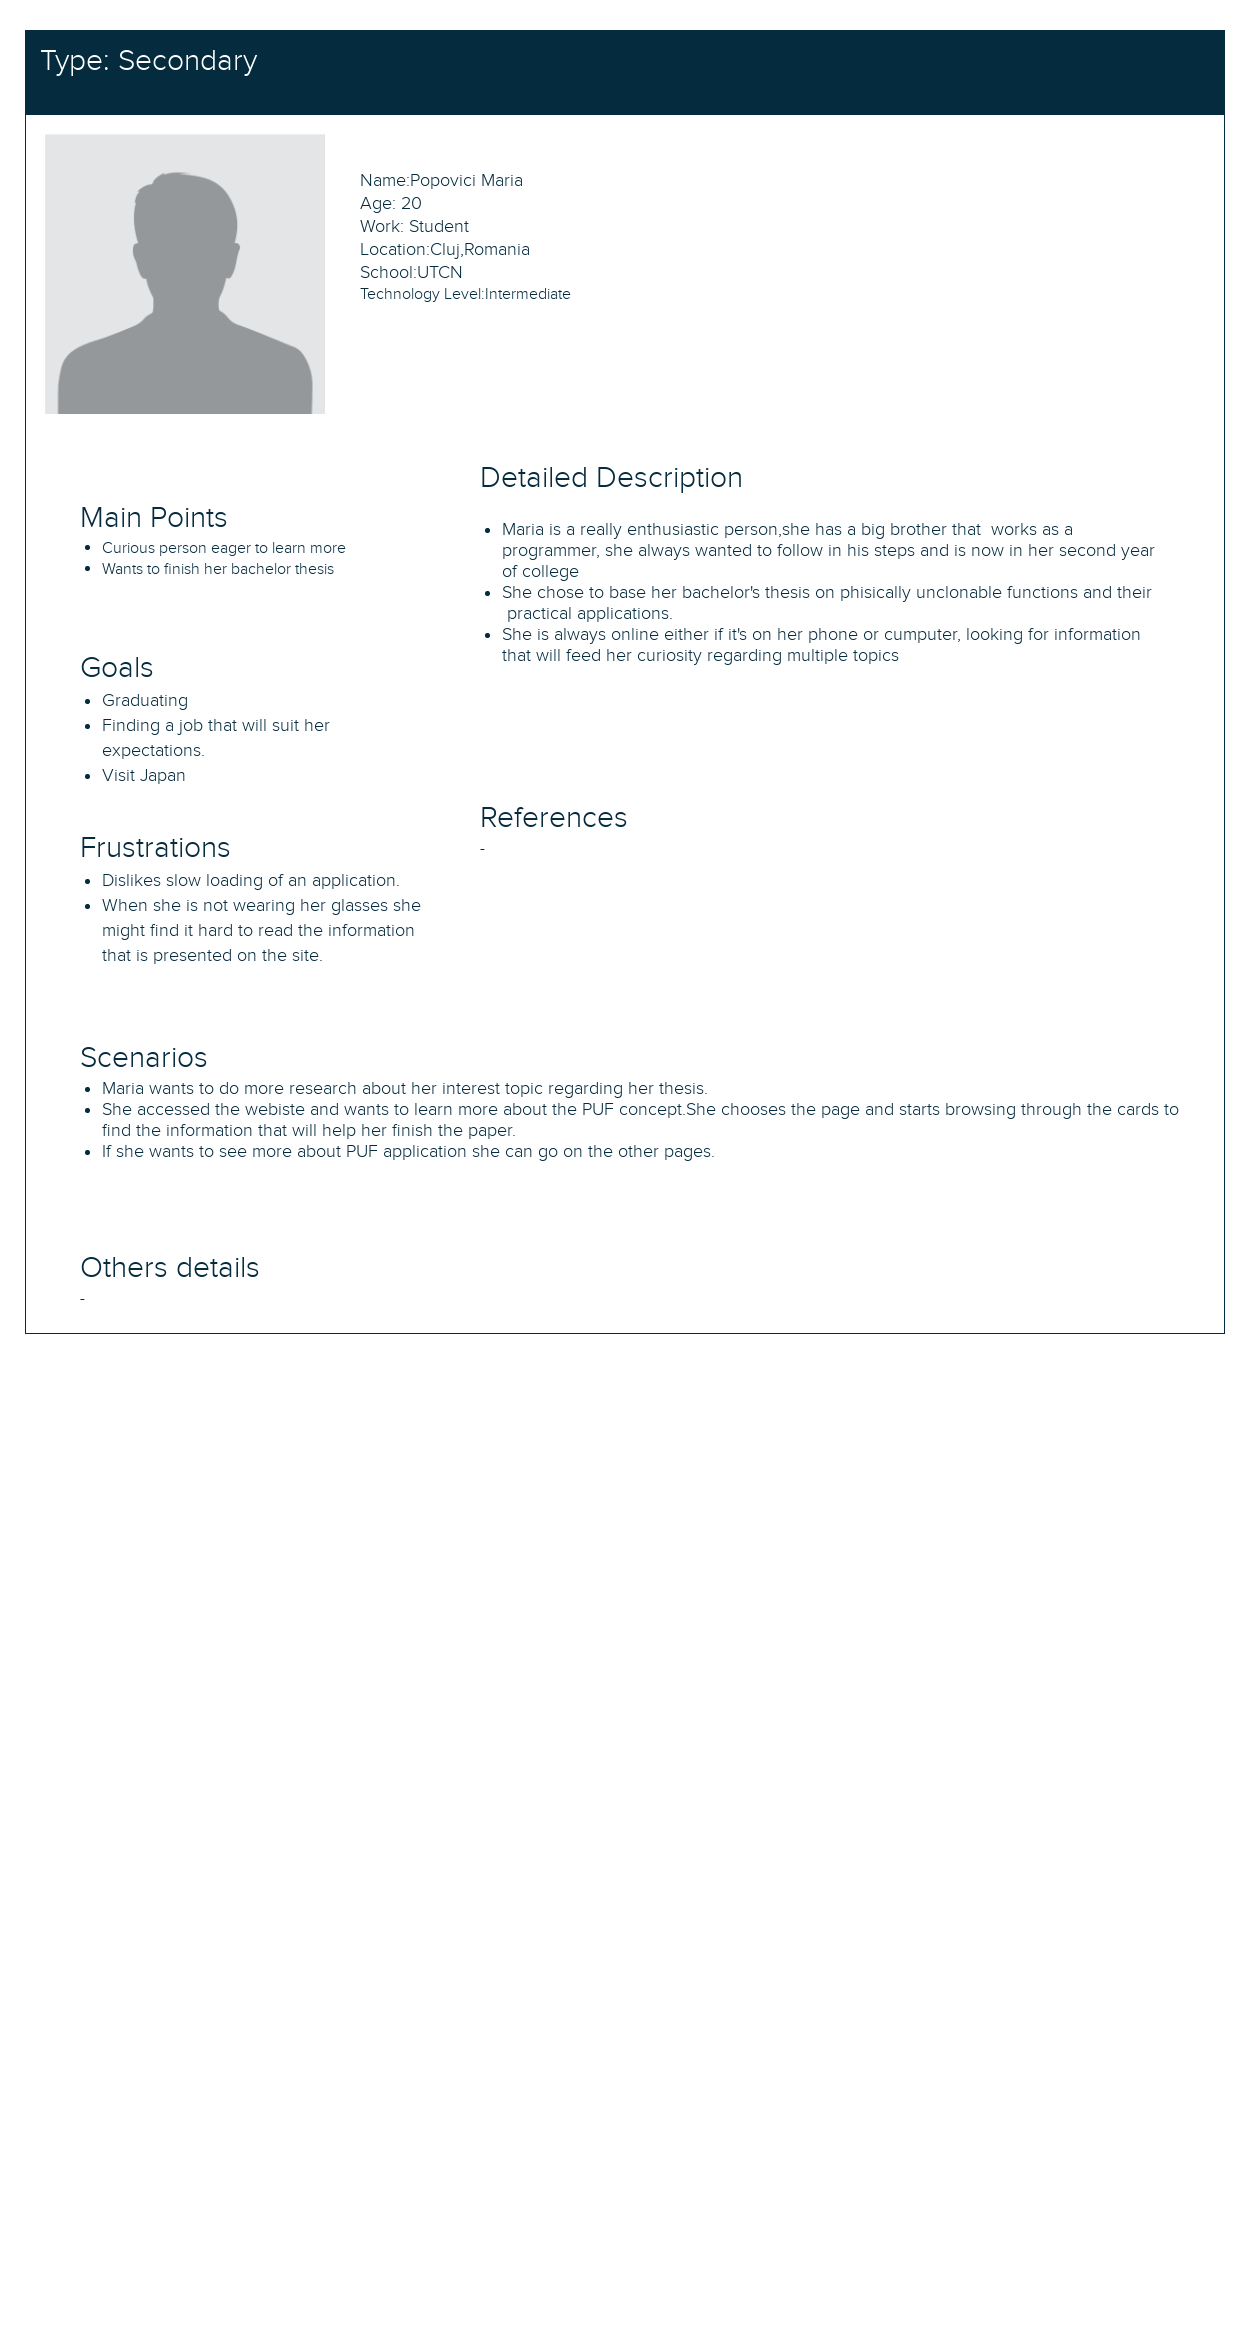 Type: Secondary
Name:Popovici Maria
Age: 20
Work: Student
Location:Cluj,Romania
School:UTCN
Technology Level:Intermediate
Main Points
• Curious person eager to learn more
• Wants to finish her bachelor thesis
Goals
• Graduating
• Finding a job that will suit her
expectations.
• Visit Japan
Frustrations
• Dislikes slow loading of an application.
• When she is not wearing her glasses she
might find it hard to read the information
that is presented on the site.
Detailed Description
• Maria is a really enthusiastic person,she has a big brother that  works as a
programmer, she always wanted to follow in his steps and is now in her second year
of college
• She chose to base her bachelor's thesis on phisically unclonable functions and their
practical applications.
• She is always online either if it's on her phone or cumputer, looking for information
that will feed her curiosity regarding multiple topics
References
-
Scenarios
• Maria wants to do more research about her interest topic regarding her thesis.
• She accessed the webiste and wants to learn more about the PUF concept.She chooses the page and starts browsing through the cards to
find the information that will help her finish the paper.
• If she wants to see more about PUF application she can go on the other pages.
Others details
-